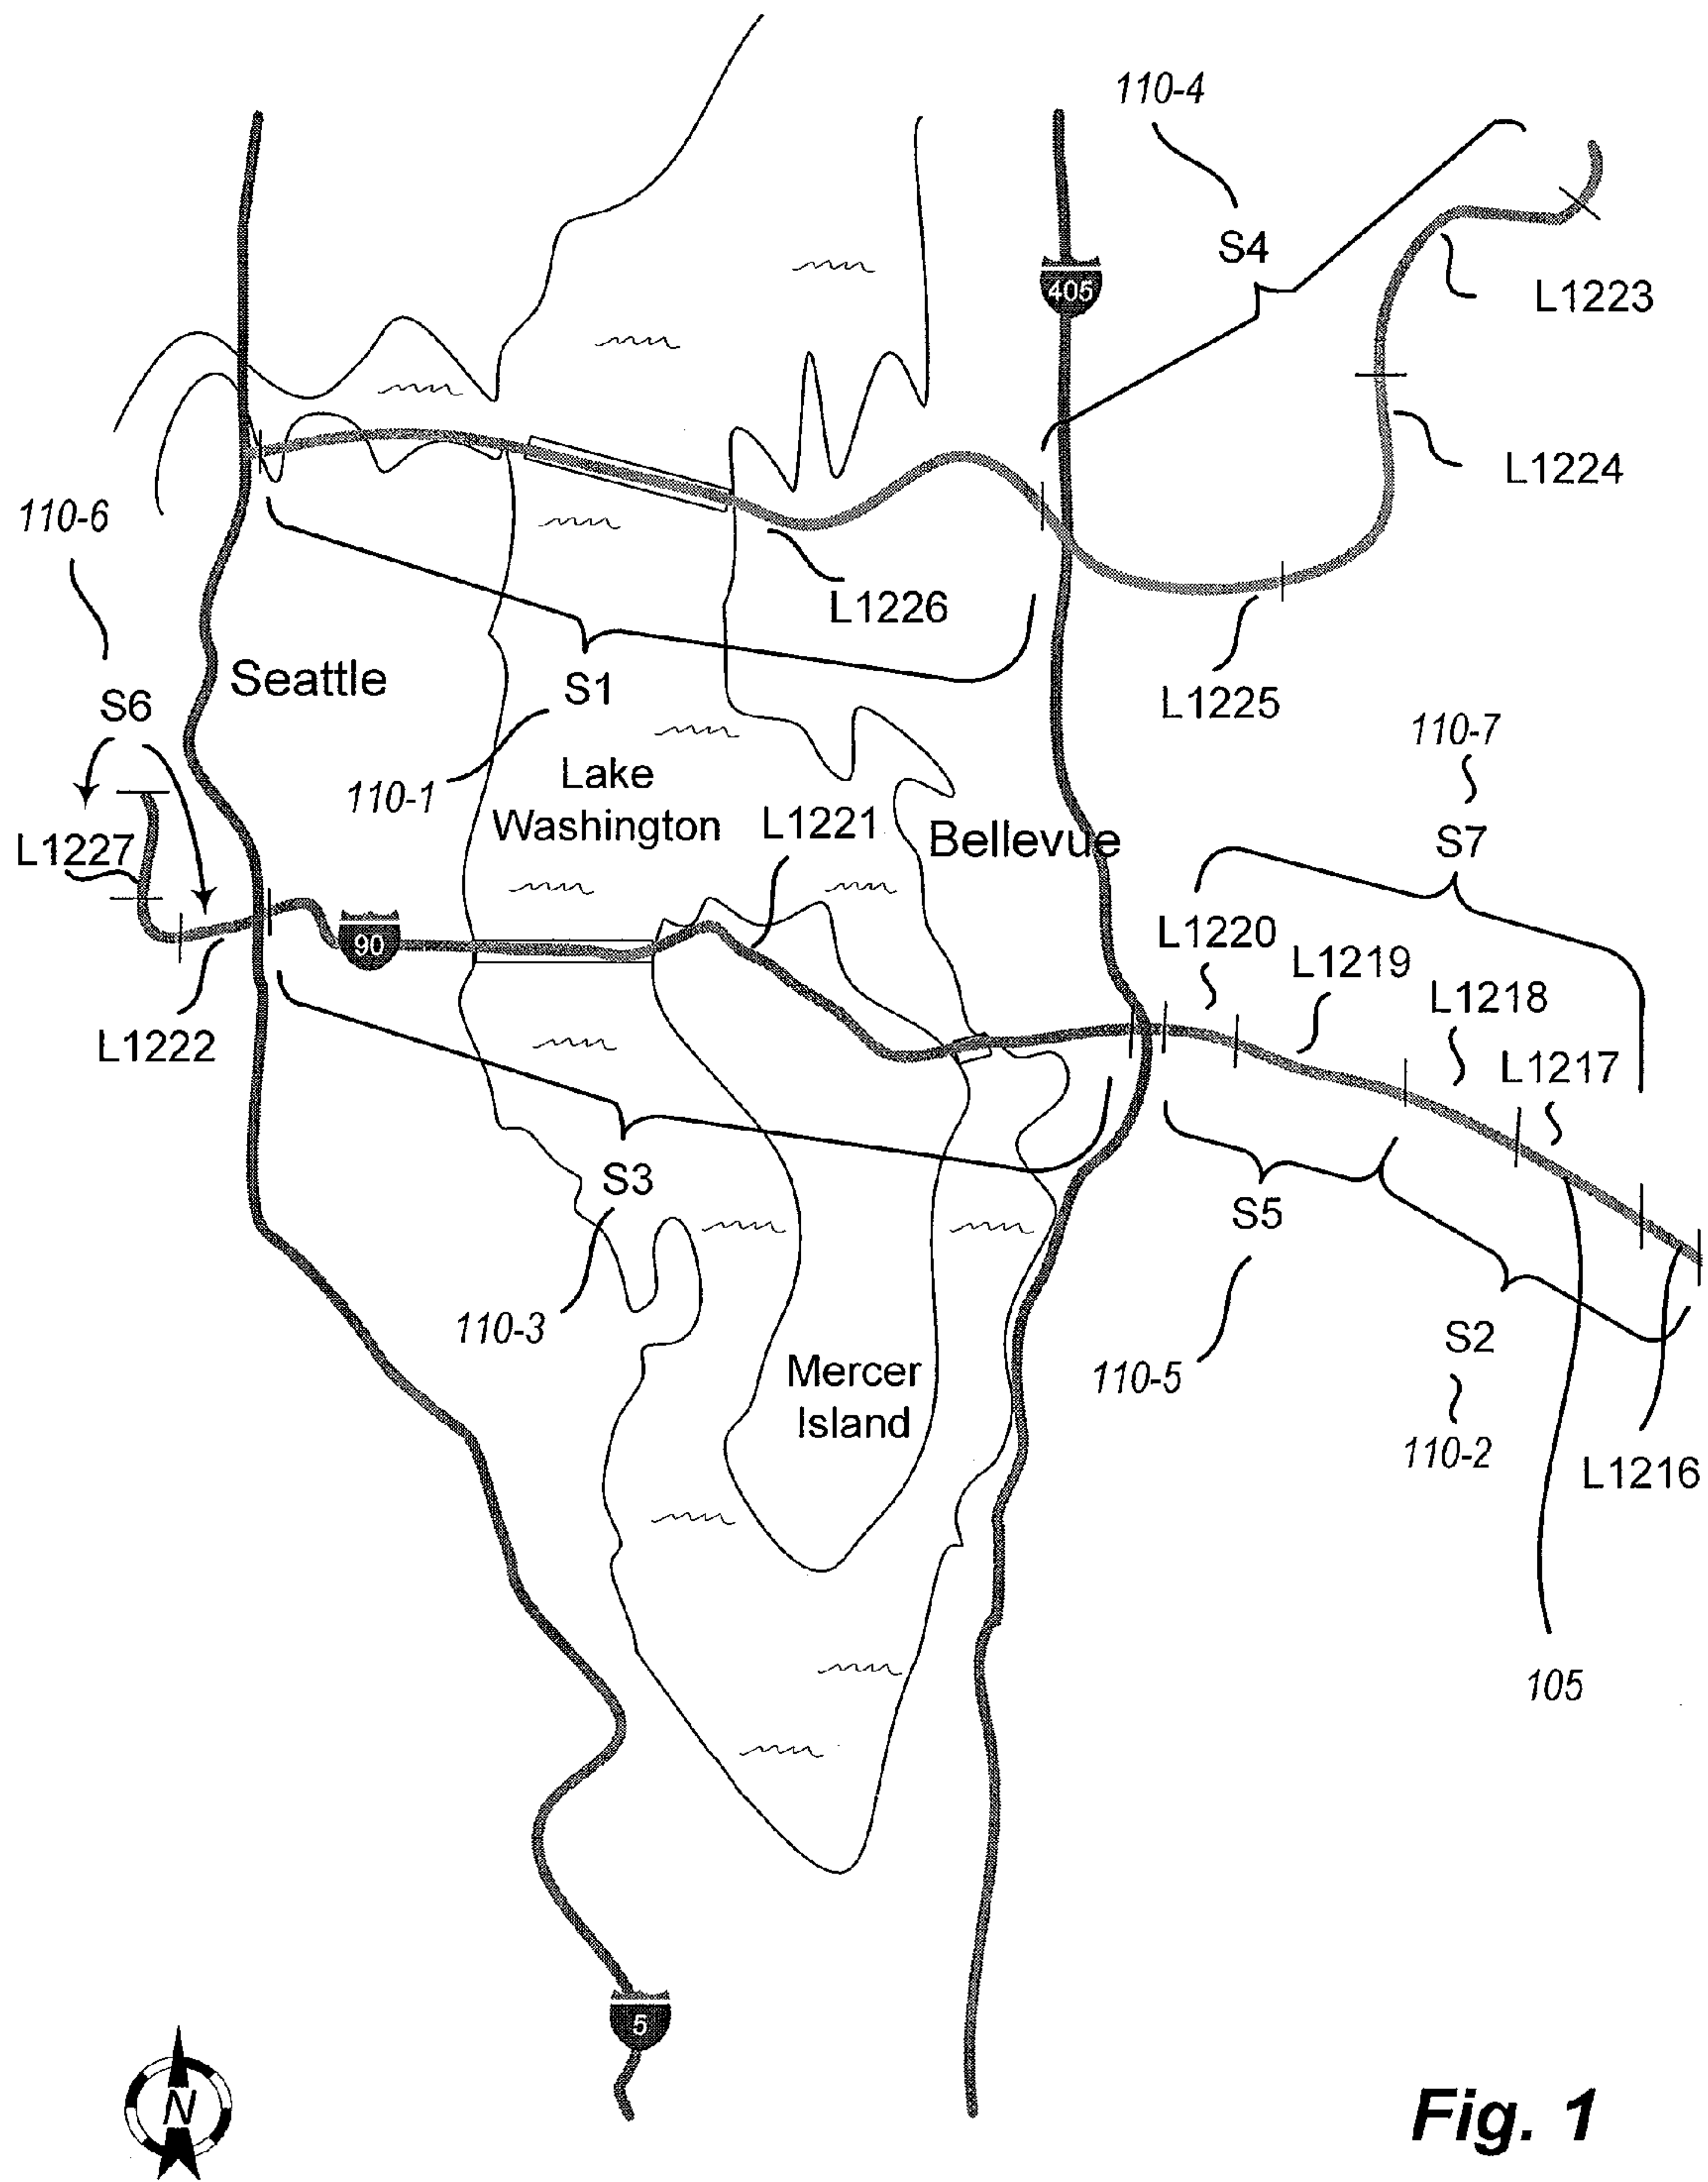 110-4
S4
405
L1223
L1224
110-6
L1226
Seattle
S1
L1225
S6
110-7
110-1
Lake
Washington
L1221
Bellevue
S7
L1227
L1220
90
L1219
L1218
L1222
L1217
S3
S5
110-3
S2
Mercer
Island
110-5
110-2
L1216
105
5
N
Fig. 1